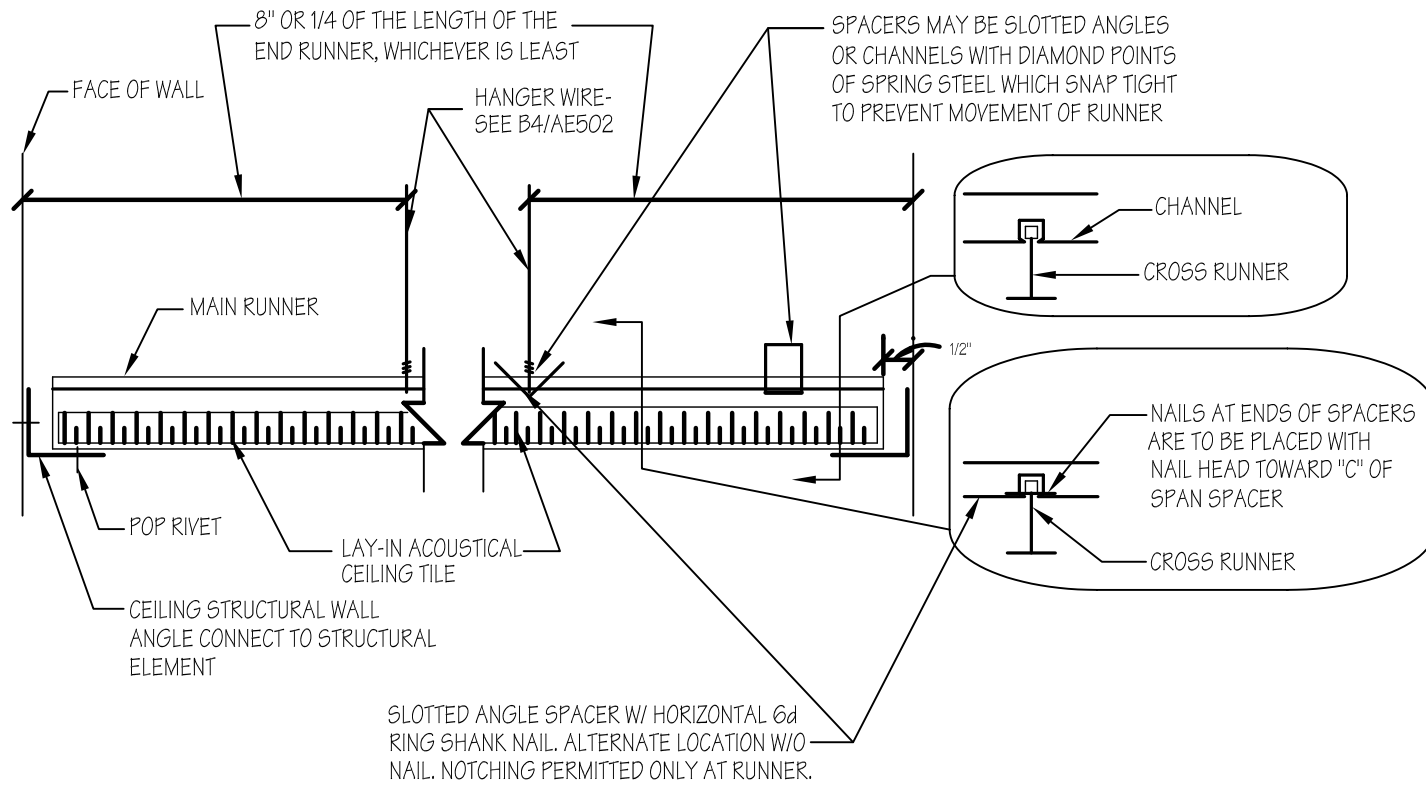 8" OR 1/4 OF THE LENGTH OF THE
END RUNNER, WHICHEVER IS LEAST
SPACERS MAY BE SLOTTED ANGLES
OR CHANNELS WITH DIAMOND POINTS
OF SPRING STEEL WHICH SNAP TIGHT
TO PREVENT MOVEMENT OF RUNNER
FACE OF WALL
HANGER WIRE-
SEE B4/AE502
CHANNEL
CROSS RUNNER
MAIN RUNNER
1/2"
NAILS AT ENDS OF SPACERS
ARE TO BE PLACED WITH
NAIL HEAD TOWARD "C" OF
SPAN SPACER
CROSS RUNNER
POP RIVET
LAY-IN ACOUSTICAL
CEILING TILE
CEILING STRUCTURAL WALL
ANGLE CONNECT TO STRUCTURAL
ELEMENT
SLOTTED ANGLE SPACER W/ HORIZONTAL 6d
RING SHANK NAIL. ALTERNATE LOCATION W/O
NAIL. NOTCHING PERMITTED ONLY AT RUNNER.